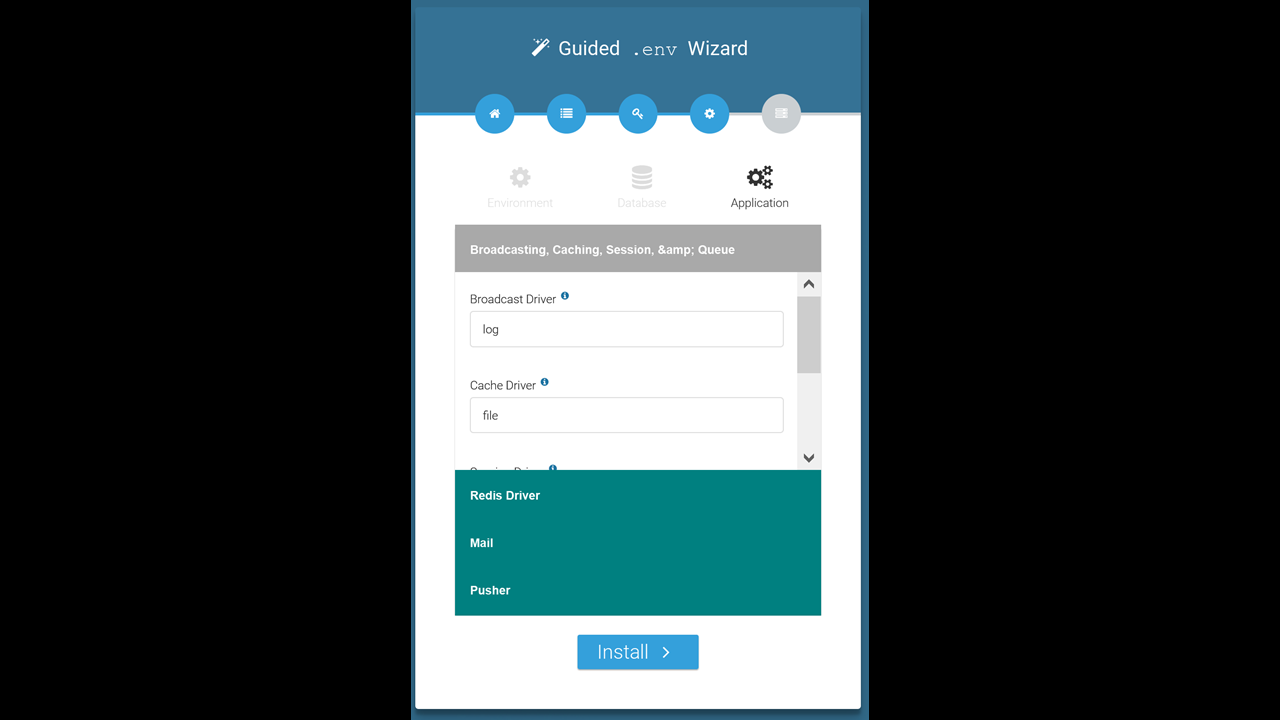 Guided .env Wizard
Environment
Database
Application
Broadcasting, Caching, Session, &amp; Queue
Broadcast Driver
log
Cache Driver
file
Redis Driver
Mail
Pusher
Install